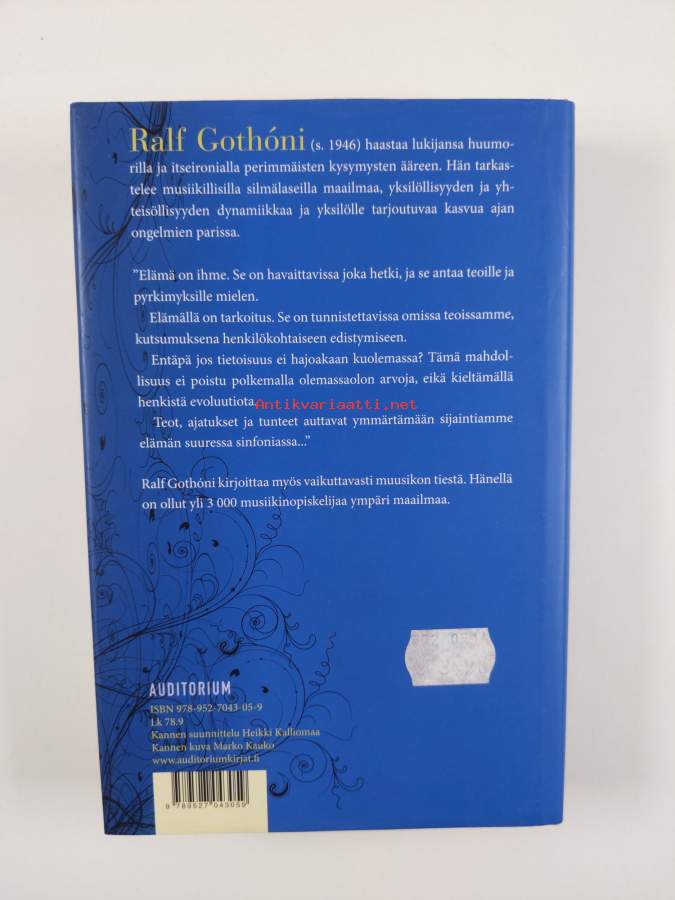 Ralf Gothóni (s. 1946) haastaa lukijansa huumo-
rilla ja itseironialla perimmäisten kysymysten ääreen. Hän tarkas-
telee musiikillisilla silmälaseilla maailmaa, yksilöllisyyden ja yh-
teisöllisyyden dynamiikkaa ja yksilölle tarjoutuvaa kasvua ajan
ongelmien parissa.
”Elämä on ihme. Se on havaittavissa joka hetki, ja se antaa teoille ja
pyrkimyksille mielen.
Elämällä on tarkoitus. Se on tunnistettavissa omissa teoissamme,
kutsumuksena henkilökohtaiseen edistymiseen.
Entäpä jos tietoisuus ei hajoakaan kuolemassa? Tämä mahdol-
lisuus ei poistu polkemalla olemassaolon arvoja, eikä kieltämällä
henkistä evoluutiota.
Antikvariaatti.net
Teot, ajatukset ja tunteet auttavat ymmärtämään sijaintiamme
elämän suuressa sinfoniassa...”
Ralf Gothóni kirjoittaa myös vaikuttavasti muusikon tiestä. Hänellä
on ollut yli 3 000 musiikinopiskelijaa ympäri maailmaa.
AUDITORIUM
ISBN 978-952-7043-05-9
Lk 78.9
Kannen suunnittelu Heikki Kalliomaa
Kannen kuva Marko Kauko
www.auditoriumkirjat.fi
9 789527 043059